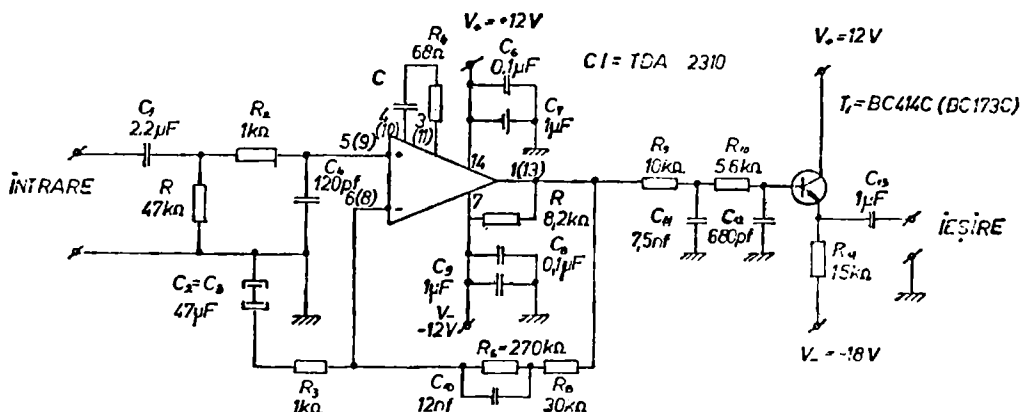 V₊ = +12V
R₄
68Ω
C
C₆
0.1µF
CI = TDA 2310
C₇
1µF
4
(10)
3
(11)
14
V₊ = 12V
T₁ = BC414C (BC173C)
C₁
2.2µF
R₂
1kΩ
5(9)
C₄
120pf
6(8)
+
−
1(13)
7
INTRARE
R
47kΩ
R
8,2kΩ
R₉
10kΩ
R₁₀
5.6kΩ
C₁₁
7,5nf
C₁₂
680pf
C₁₃
1µF
IEȘIRE
R₁₁
15kΩ
C₂ = C₃
47µF
C₈
0,1µF
C₉
1µF
V₋
-12V
V₋ = -18V
R₃
1kΩ
R₆ = 270kΩ
C₁₀
12nf
R₈
30kΩ